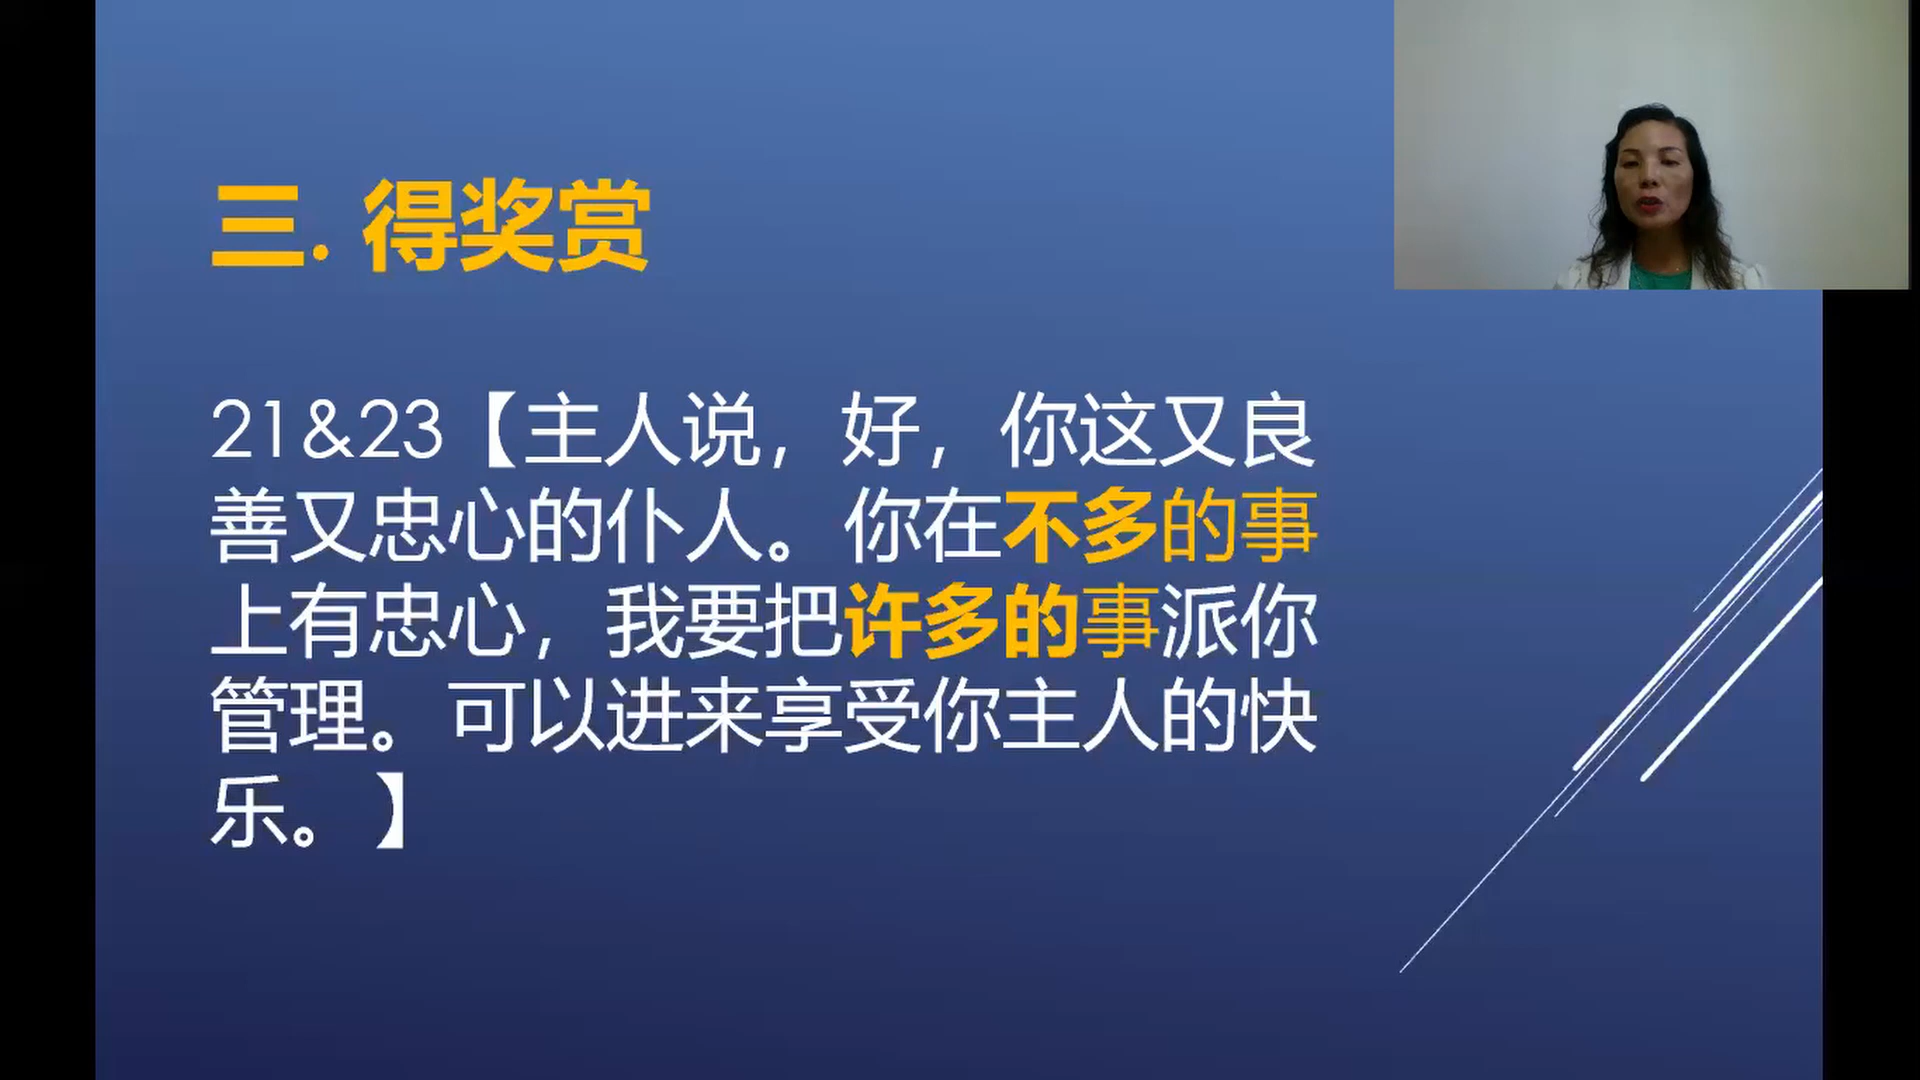 三. 得奖赏
21&23【主人说，好，你这又良
善又忠心的仆人。你在不多的事
上有忠心，我要把许多的事派你
管理。可以进来享受你主人的快
乐。】